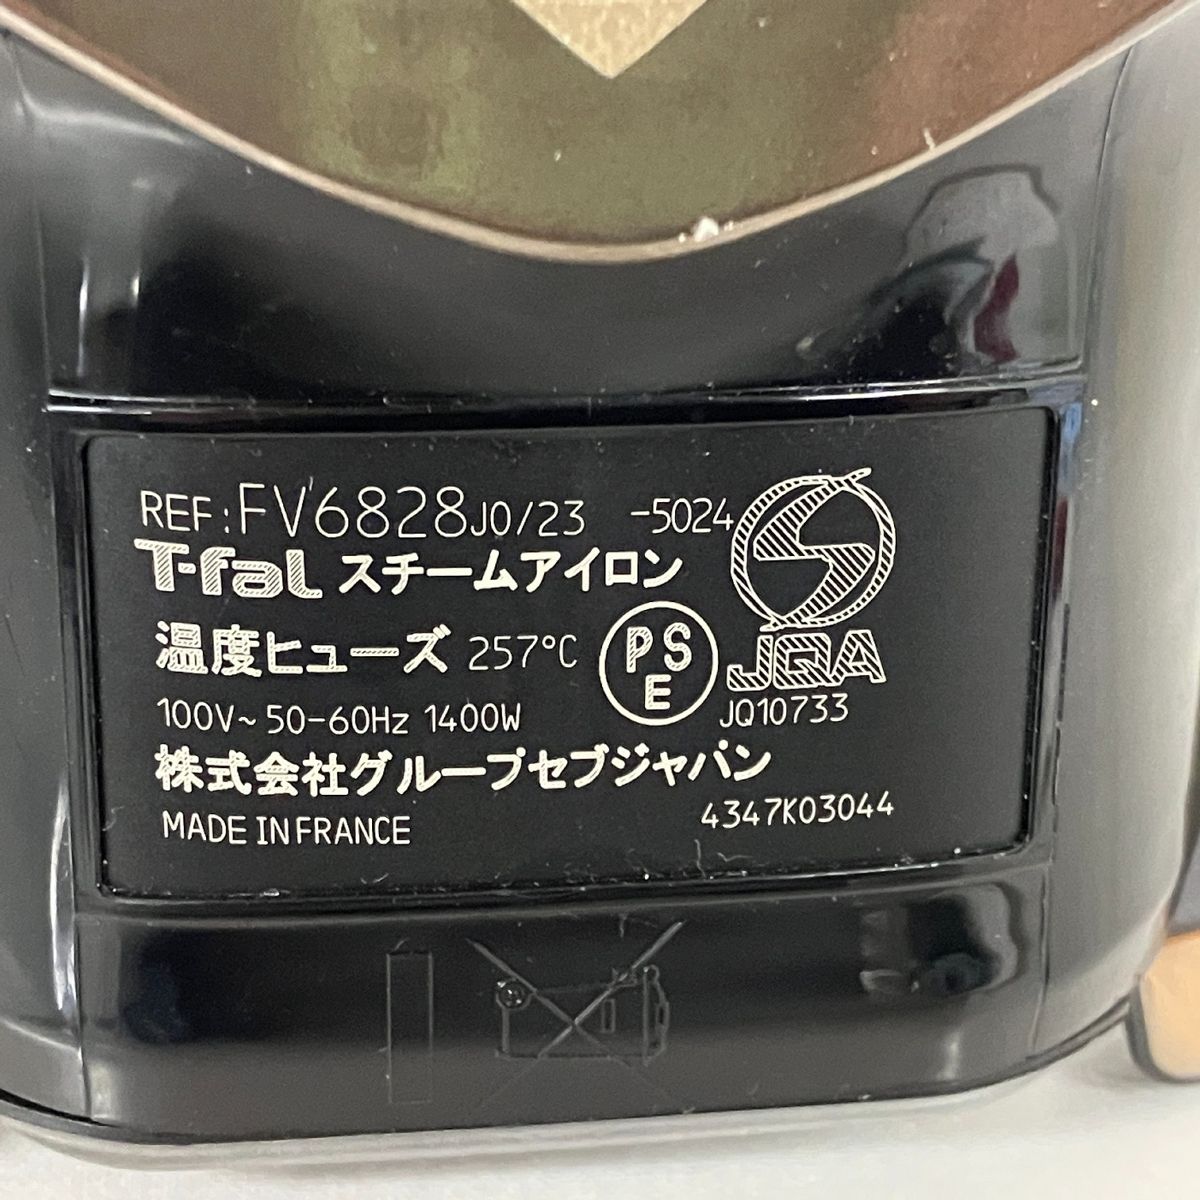 REF:FV6828J0/23 -5024
T-fal スチームアイロン
温度ヒューズ 257°C
PSE
JQA
JQ10733
100V~ 50-60Hz 1400W
株式会社グループセブジャパン
MADE IN FRANCE
4347K03044